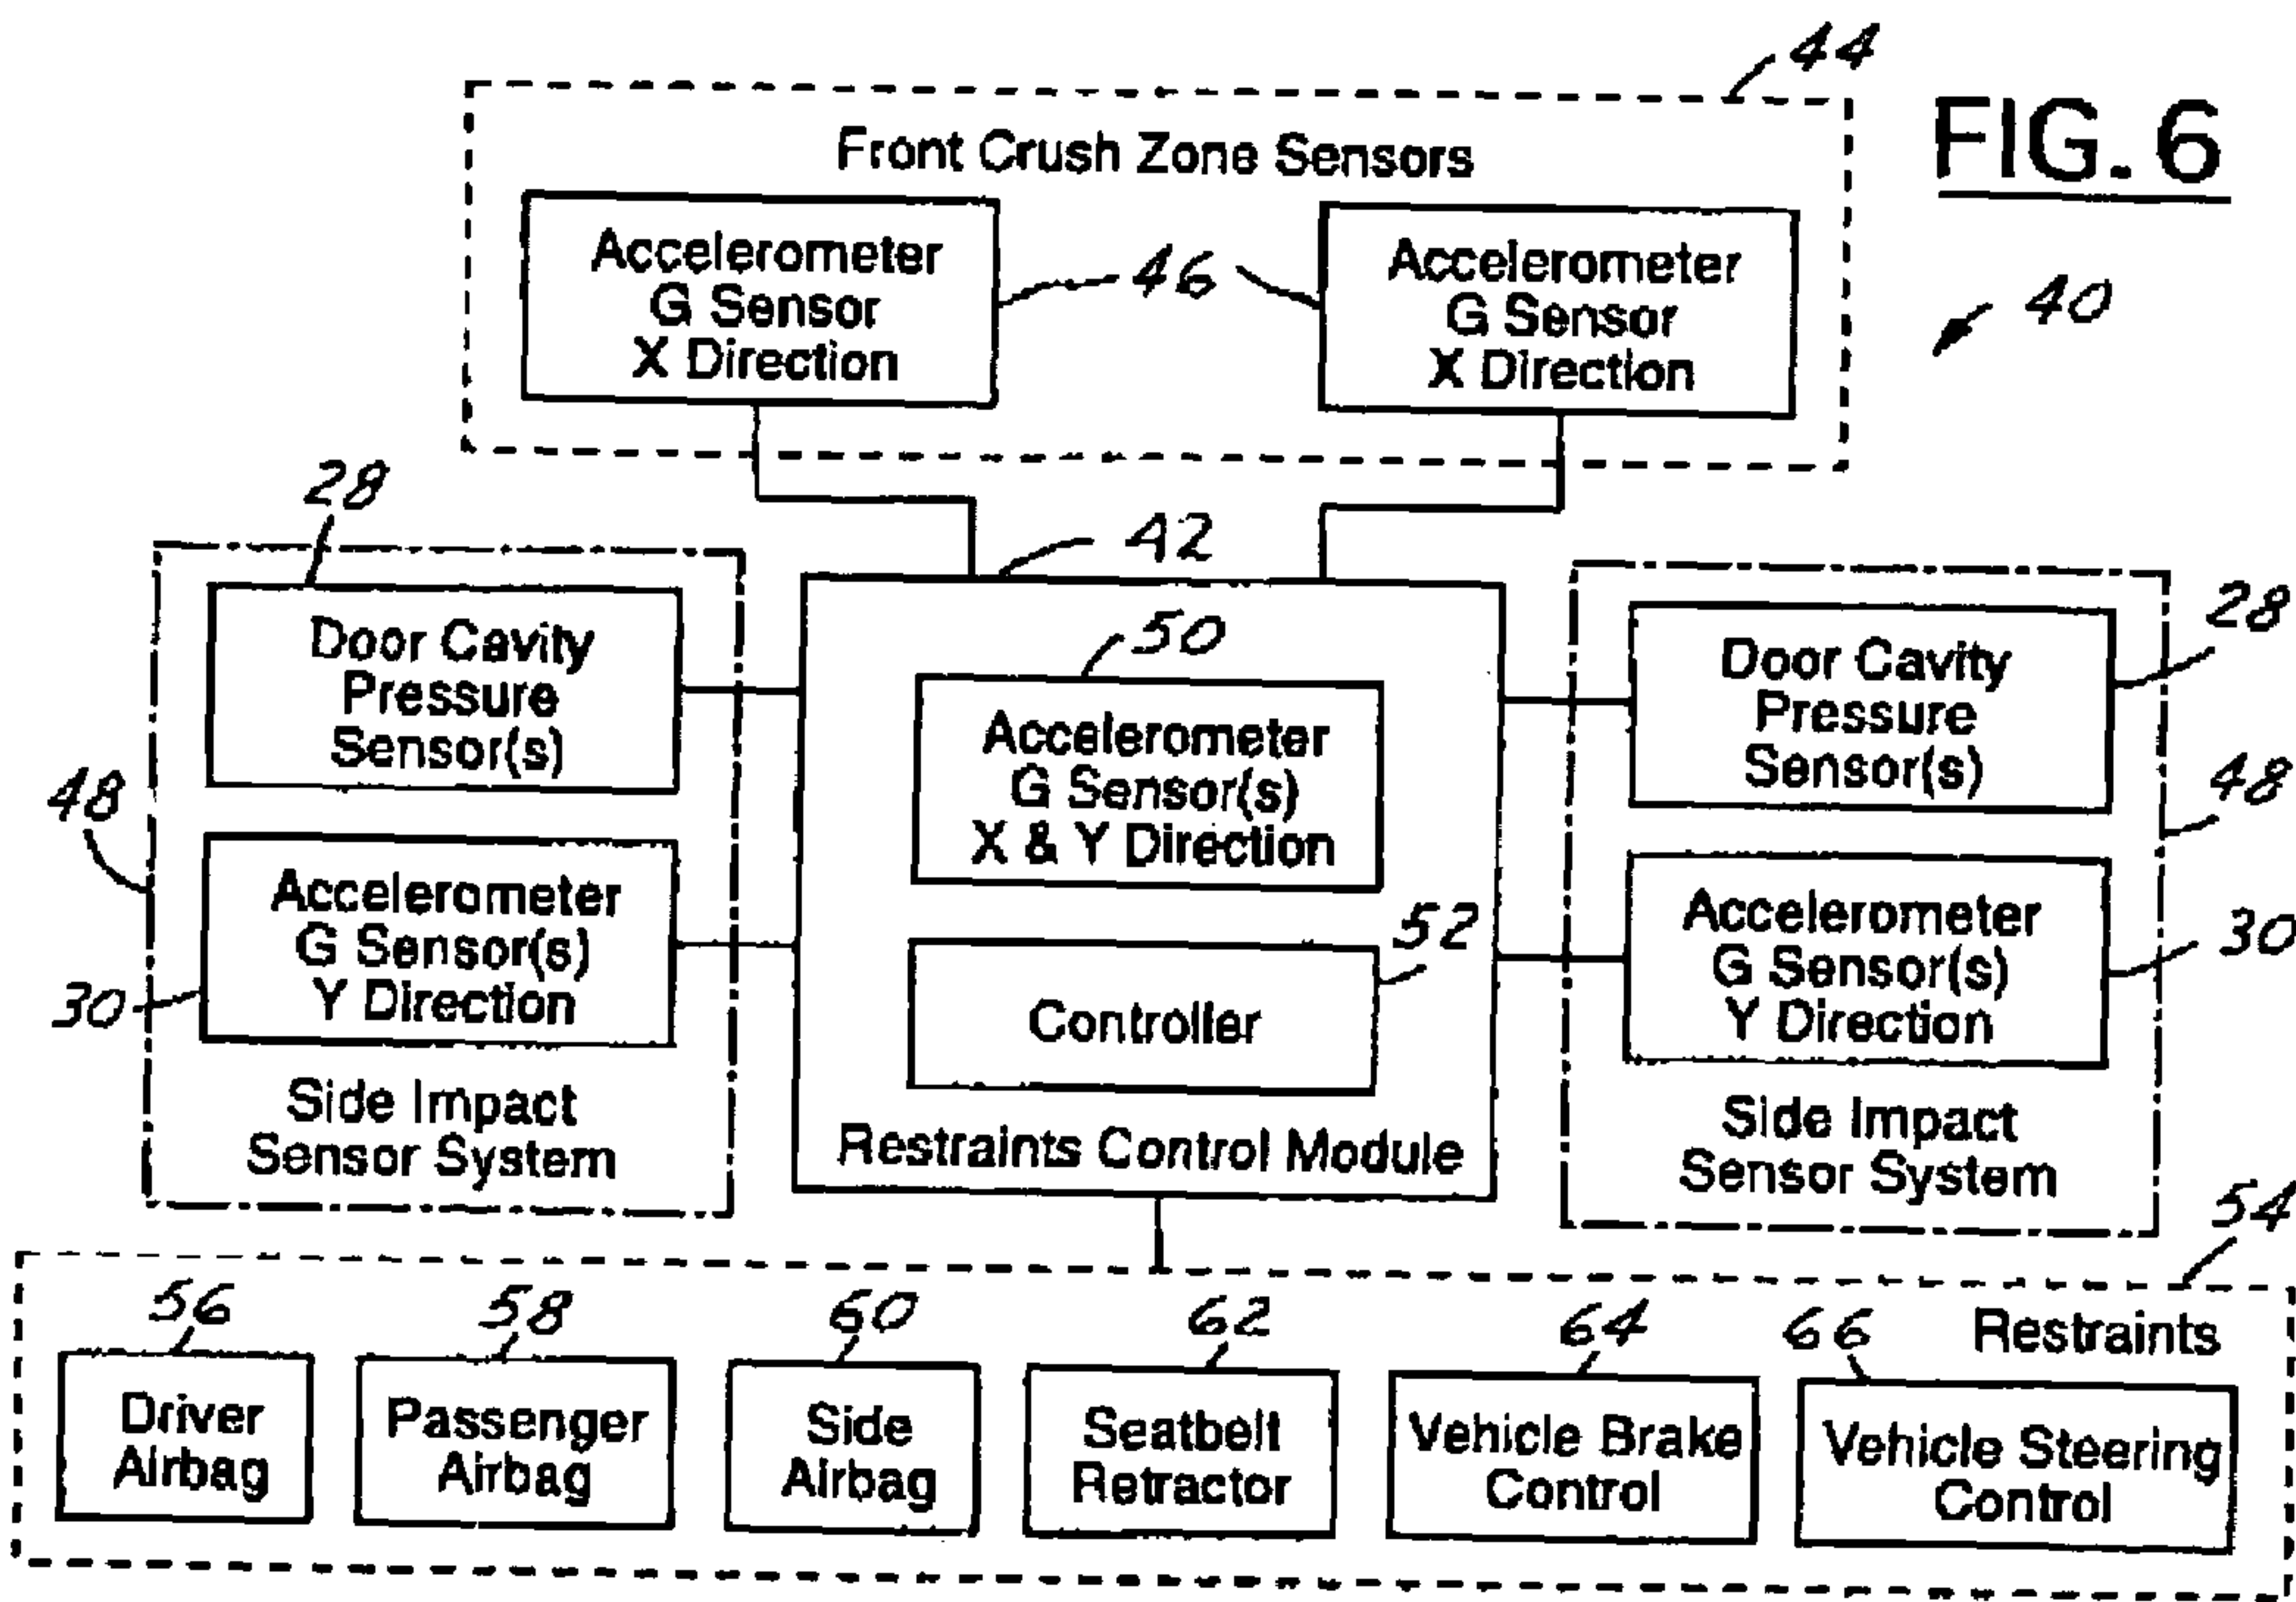 44
FIG. 6
Front Crush Zone Sensors
Accelerometer
G Sensor
X Direction
46
Accelerometer
G Sensor
X Direction
40
28
42
Door Cavity
Pressure
Sensor(s)
48
Accelerometer
G Sensor(s)
Y Direction
30
Side Impact
Sensor System
50
Accelerometer
G Sensor(s)
X & Y Direction
52
Controller
Restraints Control Module
28
Door Cavity
Pressure
Sensor(s)
48
Accelerometer
G Sensor(s)
Y Direction
30
Side Impact
Sensor System
54
Restraints
56
Driver
Airbag
58
Passenger
Airbag
60
Side
Airbag
62
Seatbelt
Retractor
64
Vehicle Brake
Control
66
Vehicle Steering
Control